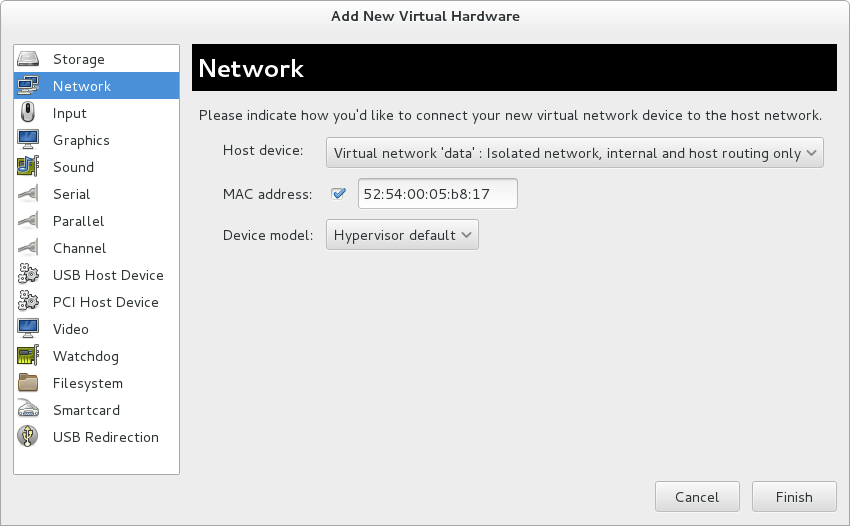 Add New Virtual Hardware
Storage
Network
Input
Graphics
Sound
Serial
Parallel
Channel
USB Host Device
PCI Host Device
Video
Watchdog
Filesystem
Smartcard
USB Redirection
Network
Please indicate how you'd like to connect your new virtual network device to the host network.
Host device: Virtual network 'data' : Isolated network, internal and host routing only
MAC address: 52:54:00:05:b8:17
Device model: Hypervisor default
Cancel Finish